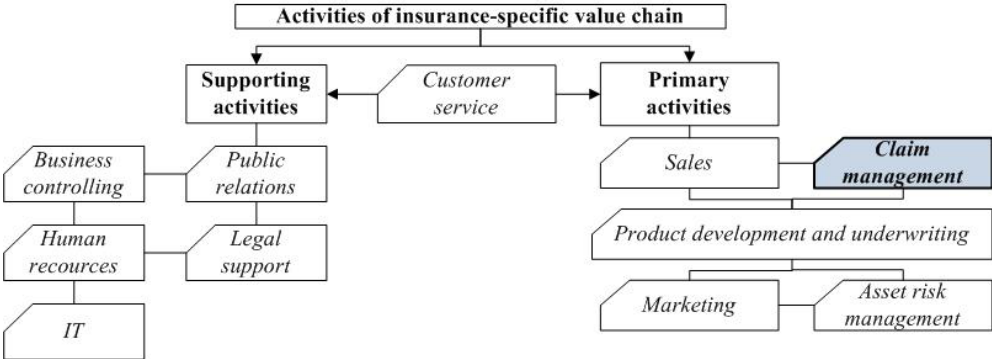 Activities of insurance-specific value chain
Supporting
activities
Customer
service
Primary
activities
Business
controlling
Public
relations
Sales
Claim
management
Human
recources
Legal
support
Product development and underwriting
IT
Marketing
Asset risk
management